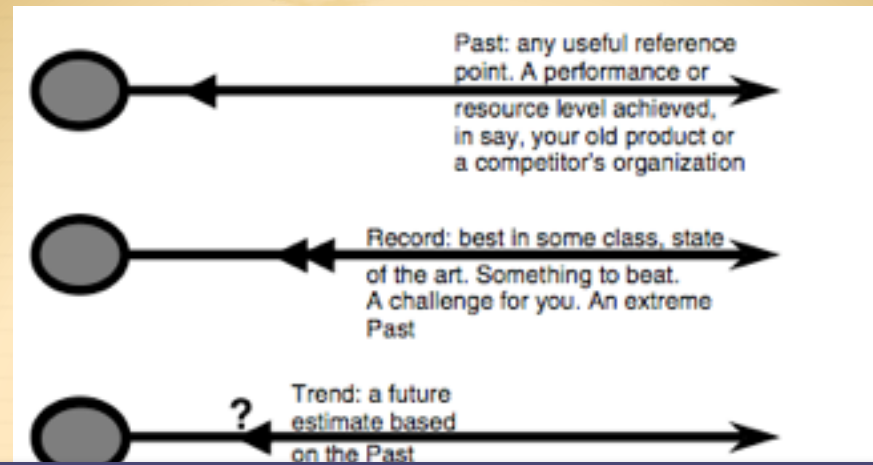 Past: any useful reference
point. A performance or
resource level achieved,
in say, your old product or
a competitor's organization
Record: best in some class, state
of the art. Something to beat.
A challenge for you. An extreme
Past
?
Trend: a future
estimate based
on the Past